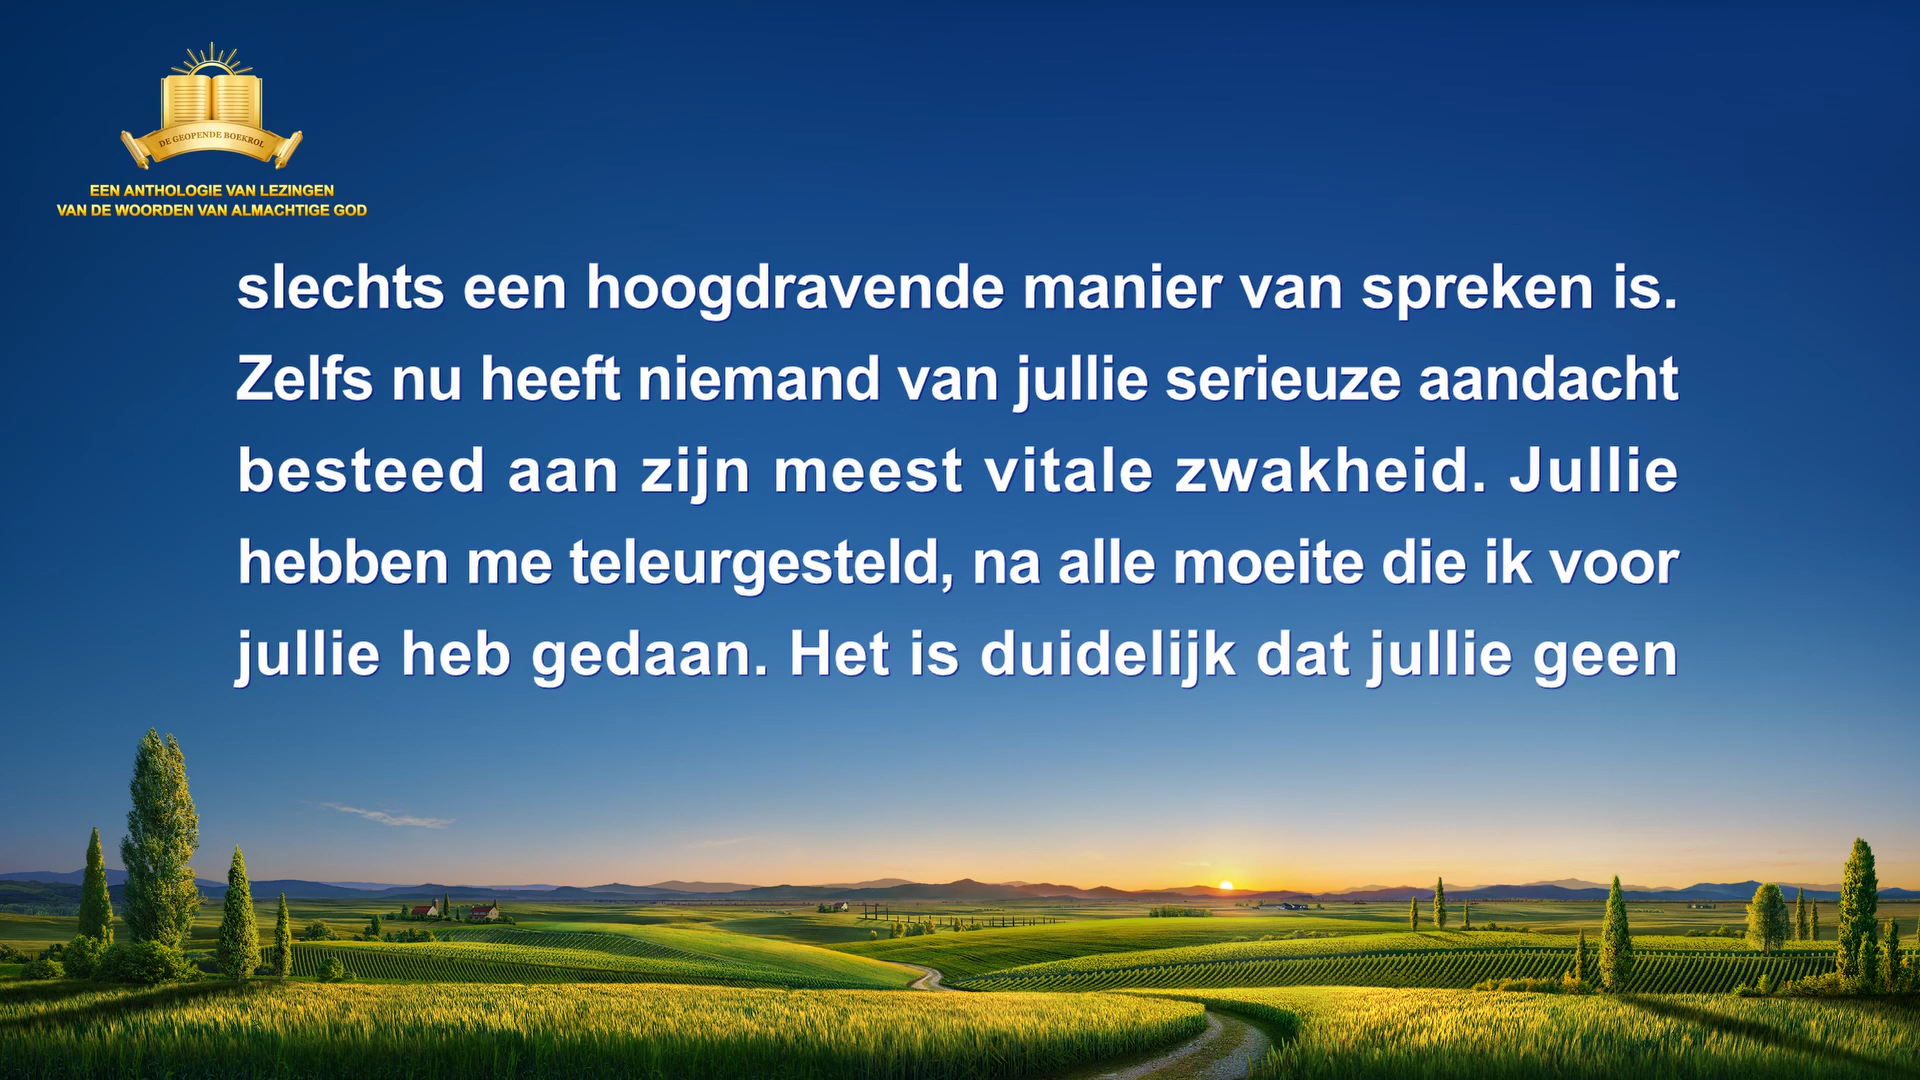 DE GEOPENDE BOEKROL
EEN ANTHOLOGIE VAN LEZINGEN
VAN DE WOORDEN VAN ALMACHTIGE GOD
slechts een hoogdravende manier van spreken is.
Zelfs nu heeft niemand van jullie serieuze aandacht
besteed aan zijn meest vitale zwakheid. Jullie
hebben me teleurgesteld, na alle moeite die ik voor
jullie heb gedaan. Het is duidelijk dat jullie geen